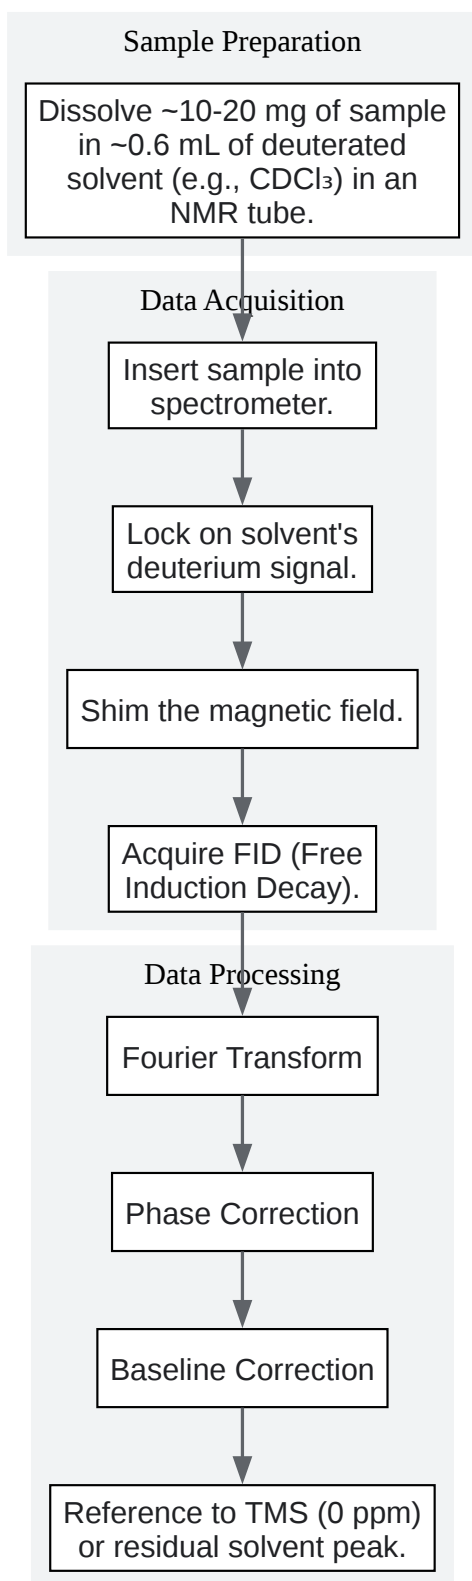 Sample Preparation
Dissolve ~10-20 mg of sample
in ~0.6 mL of deuterated
solvent (e.g., CDCl₃) in an
NMR tube.
Data Acquisition
Insert sample into
spectrometer.
Lock on solvent's
deuterium signal.
Shim the magnetic field.
Acquire FID (Free
Induction Decay).
Data Processing
Fourier Transform
Phase Correction
Baseline Correction
Reference to TMS (0 ppm)
or residual solvent peak.